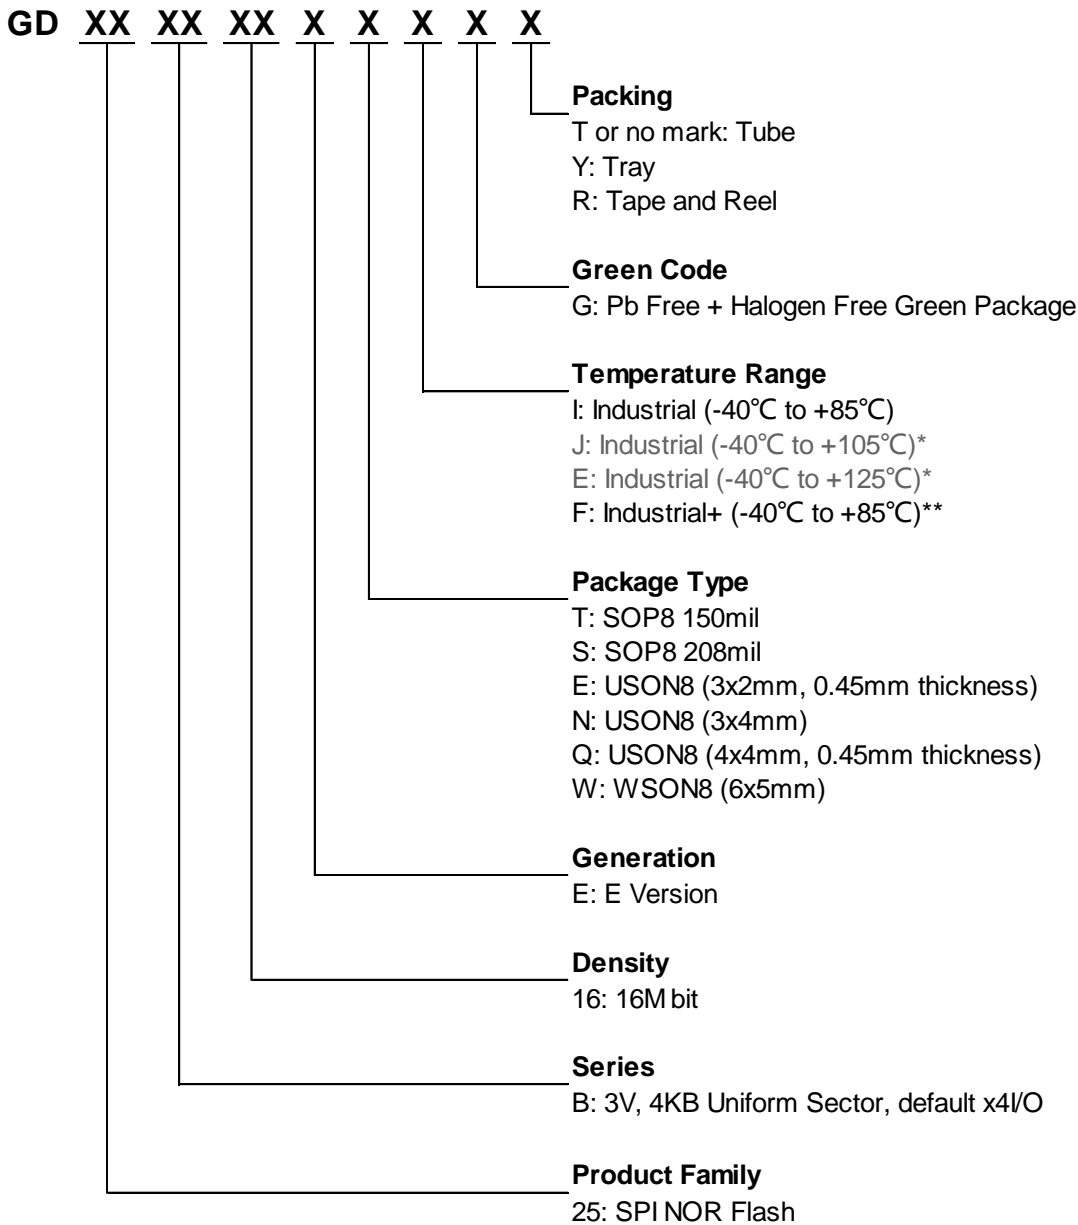 GD XX XX XX X X X X X
Packing
T or no mark: Tube
Y: Tray
R: Tape and Reel
Green Code
G: Pb Free + Halogen Free Green Package
Temperature Range
I: Industrial (-40℃ to +85℃)
J: Industrial (-40℃ to +105℃)*
E: Industrial (-40℃ to +125℃)*
F: Industrial+ (-40℃ to +85℃)**
Package Type
T: SOP8 150mil
S: SOP8 208mil
E: USON8 (3x2mm, 0.45mm thickness)
N: USON8 (3x4mm)
Q: USON8 (4x4mm, 0.45mm thickness)
W: WSON8 (6x5mm)
Generation
E: E Version
Density
16: 16M bit
Series
B: 3V, 4KB Uniform Sector, default x4I/O
Product Family
25: SPI NOR Flash